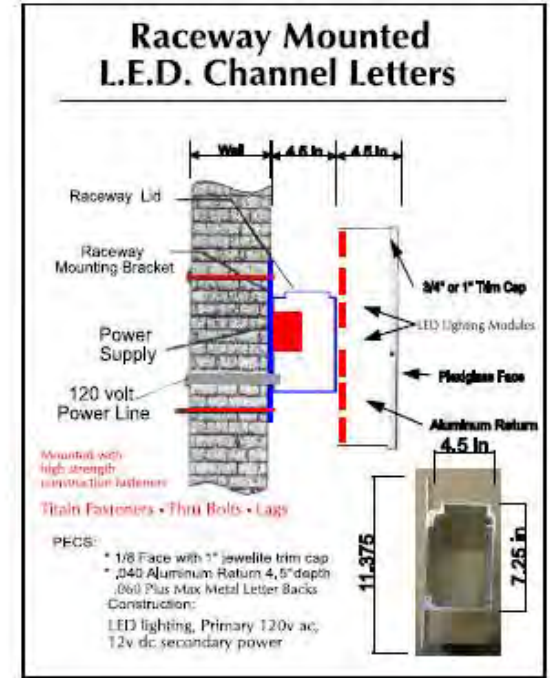 Raceway Mounted
L.E.D. Channel Letters
Wall
4.5 in
4.5 in
Raceway Lid
Raceway
Mounting Bracket
3/4" or 1" Trim Cap
LED Lighting Modules
Power
Supply
Plexiglass Face
120 volt
Power Line
Aluminum Return
4.5 in
Mounted with
high strength
construction fasteners
Titain Fasteners • Thru Bolts • Lags
11.375
7.25 in
PECS:
* 1/8 Face with 1" jewelite trim cap
* .040 Aluminum Return 4,5" depth
.060 Plus Max Metal Letter Backs
Construction:
LED lighting, Primary 120v ac,
12v dc secondary power